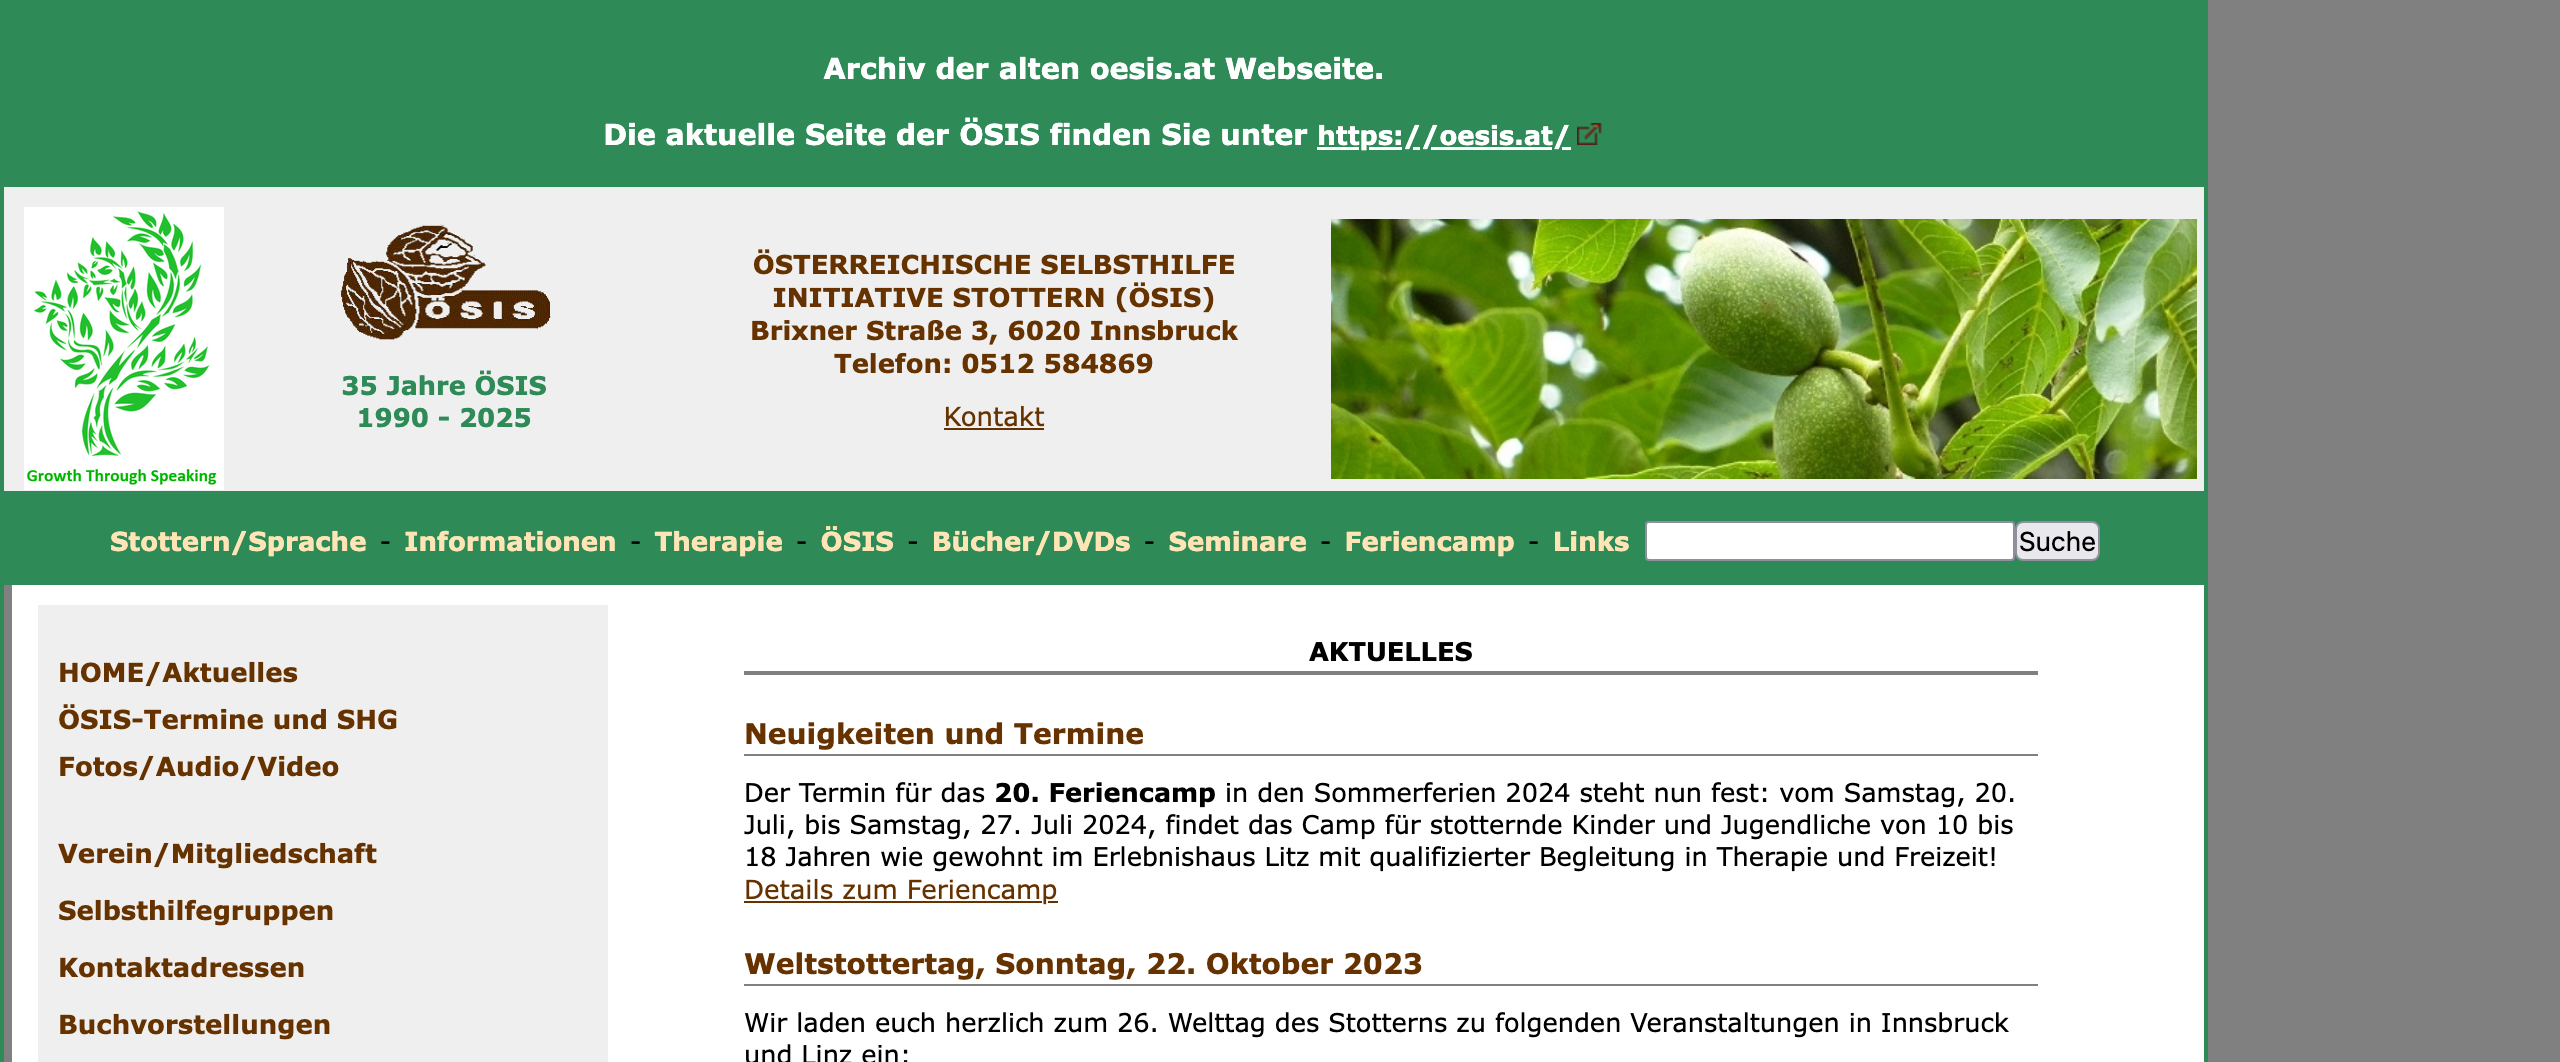 Archiv der alten oesis.at Webseite.
Die aktuelle Seite der ÖSIS finden Sie unter https://oesis.at/
Growth Through Speaking
ÖSIS
35 Jahre ÖSIS
1990 - 2025
ÖSTERREICHISCHE SELBSTHILFE
INITIATIVE STOTTERN (ÖSIS)
Brixner Straße 3, 6020 Innsbruck
Telefon: 0512 584869
Kontakt
Stottern/Sprache - Informationen - Therapie - ÖSIS - Bücher/DVDs - Seminare - Feriencamp - Links Suche
HOME/Aktuelles
ÖSIS-Termine und SHG
Fotos/Audio/Video
Verein/Mitgliedschaft
Selbsthilfegruppen
Kontaktadressen
Buchvorstellungen
AKTUELLES
Neuigkeiten und Termine
Der Termin für das 20. Feriencamp in den Sommerferien 2024 steht nun fest: vom Samstag, 20.
Juli, bis Samstag, 27. Juli 2024, findet das Camp für stotternde Kinder und Jugendliche von 10 bis
18 Jahren wie gewohnt im Erlebnishaus Litz mit qualifizierter Begleitung in Therapie und Freizeit!
Details zum Feriencamp
Weltstottertag, Sonntag, 22. Oktober 2023
Wir laden euch herzlich zum 26. Welttag des Stotterns zu folgenden Veranstaltungen in Innsbruck
und Linz ein: